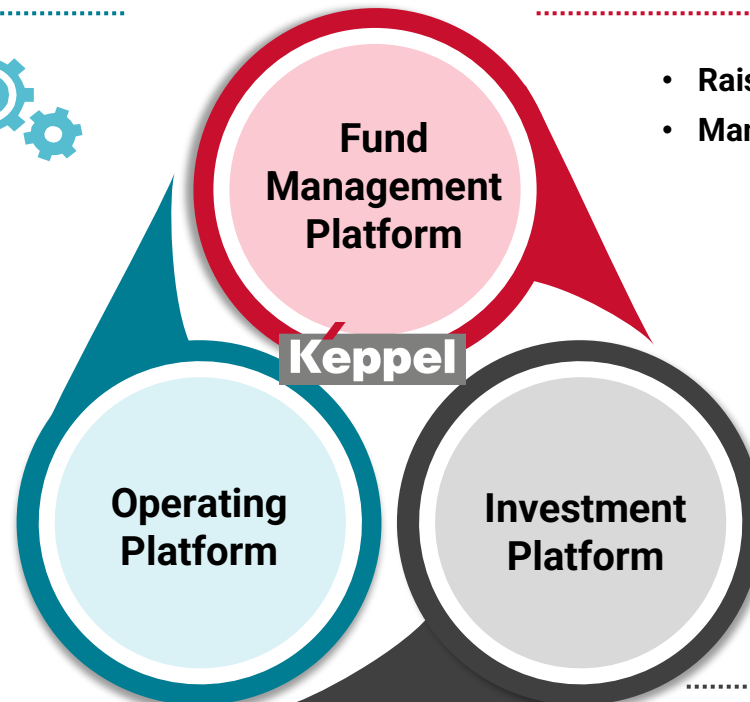 Fund
Management
Platform
Keppel
Operating
Platform
Investment
Platform